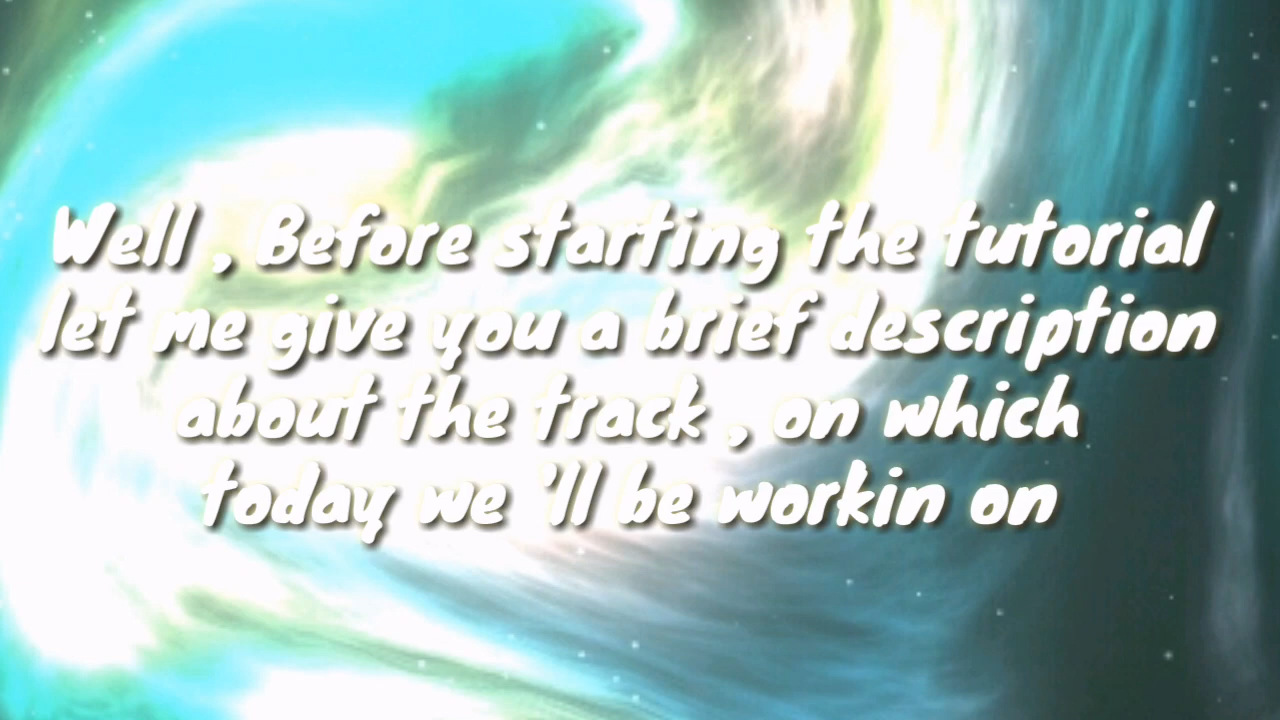 Well , Before starting the tutorial
let me give you a brief description
about the track , on which
today we 'll be workin on